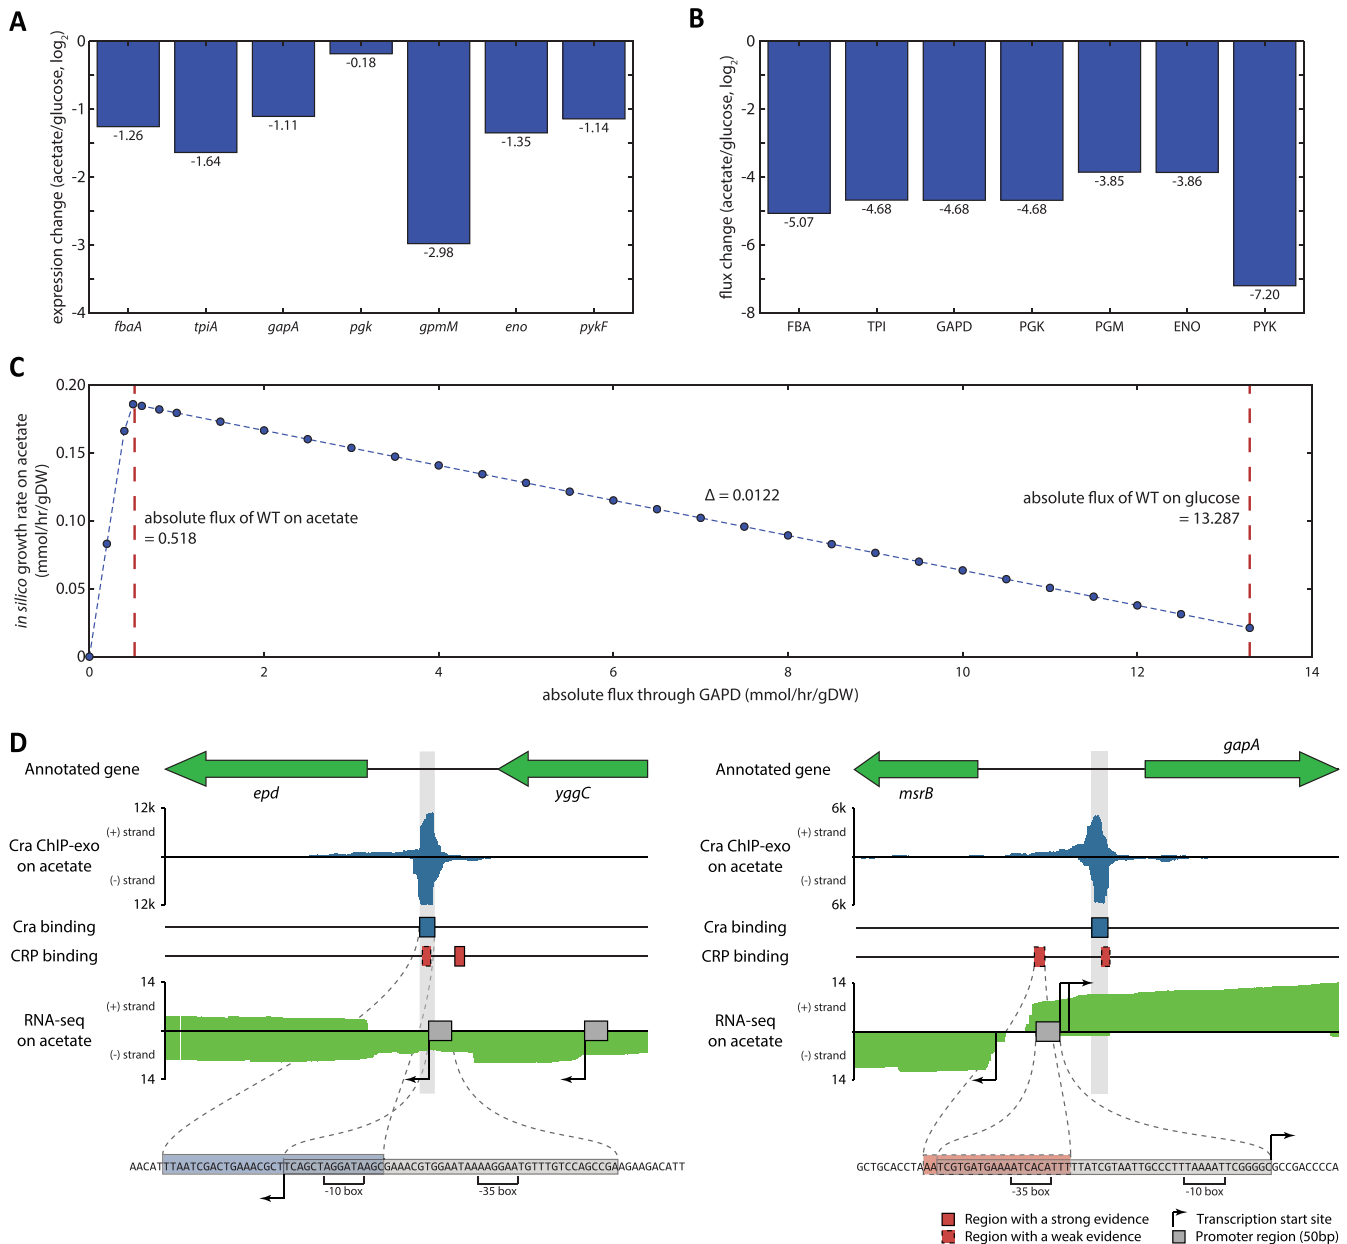 A
expression change (acetate/glucose, log2)
0
-1
-2
-3
-4
-1.26
-1.64
-1.11
-0.18
-2.98
-1.35
-1.14
fbaA
tpiA
gapA
pgk
gpmM
eno
pykF
B
flux change (acetate/glucose, log2)
0
-2
-4
-6
-8
-5.07
-4.68
-4.68
-4.68
-3.85
-3.86
-7.20
FBA
TPI
GAPD
PGK
PGM
ENO
PYK
C
in silico growth rate on acetate
(mmol/hr/gDW)
0.20
0.15
0.10
0.05
0
absolute flux of WT on acetate
= 0.518
Δ = 0.0122
absolute flux of WT on glucose
= 13.287
0
2
4
6
8
10
12
14
absolute flux through GAPD (mmol/hr/gDW)
D
Annotated gene
epd
yggC
Cra ChIP-exo
on acetate
12k
(+) strand
(-) strand
12k
Cra binding
CRP binding
RNA-seq
on acetate
14
(+) strand
(-) strand
14
AACATTTAATCGACTGAAACGCTTCAGCTAGGATAAGCGAAACGTGGAATAAAAGGAATGTTTGTCCAGCCGAAGAAGACATT
-10 box
-35 box
Annotated gene
msrB
gapA
Cra ChIP-exo
on acetate
6k
(+) strand
(-) strand
6k
Cra binding
CRP binding
RNA-seq
on acetate
14
(+) strand
(-) strand
14
GCTGCACCTAAATCGTGATGAAAATCACATTTTTATCGTAATTGCCCTTTAAAATTCGGGGCGCCGACCCCA
-35 box
-10 box
Region with a strong evidence
Region with a weak evidence
Transcription start site
Promoter region (50bp)